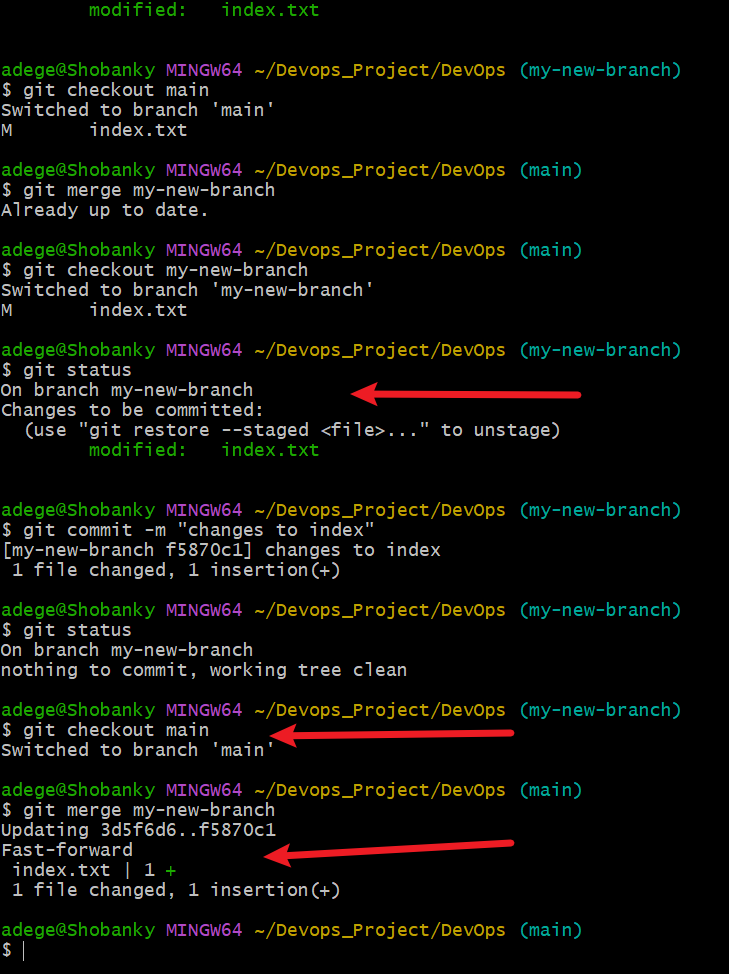 modified:   index.txt
adege@Shobanky MINGW64 ~/Devops_Project/DevOps (my-new-branch)
$ git checkout main
Switched to branch 'main'
M       index.txt
adege@Shobanky MINGW64 ~/Devops_Project/DevOps (main)
$ git merge my-new-branch
Already up to date.
adege@Shobanky MINGW64 ~/Devops_Project/DevOps (main)
$ git checkout my-new-branch
Switched to branch 'my-new-branch'
M       index.txt
adege@Shobanky MINGW64 ~/Devops_Project/DevOps (my-new-branch)
$ git status
On branch my-new-branch
Changes to be committed:
  (use "git restore --staged <file>..." to unstage)
        modified:   index.txt
adege@Shobanky MINGW64 ~/Devops_Project/DevOps (my-new-branch)
$ git commit -m "changes to index"
[my-new-branch f5870c1] changes to index
 1 file changed, 1 insertion(+)
adege@Shobanky MINGW64 ~/Devops_Project/DevOps (my-new-branch)
$ git status
On branch my-new-branch
nothing to commit, working tree clean
adege@Shobanky MINGW64 ~/Devops_Project/DevOps (my-new-branch)
$ git checkout main
Switched to branch 'main'
adege@Shobanky MINGW64 ~/Devops_Project/DevOps (main)
$ git merge my-new-branch
Updating 3d5f6d6..f5870c1
Fast-forward
 index.txt | 1 +
 1 file changed, 1 insertion(+)
adege@Shobanky MINGW64 ~/Devops_Project/DevOps (main)
$